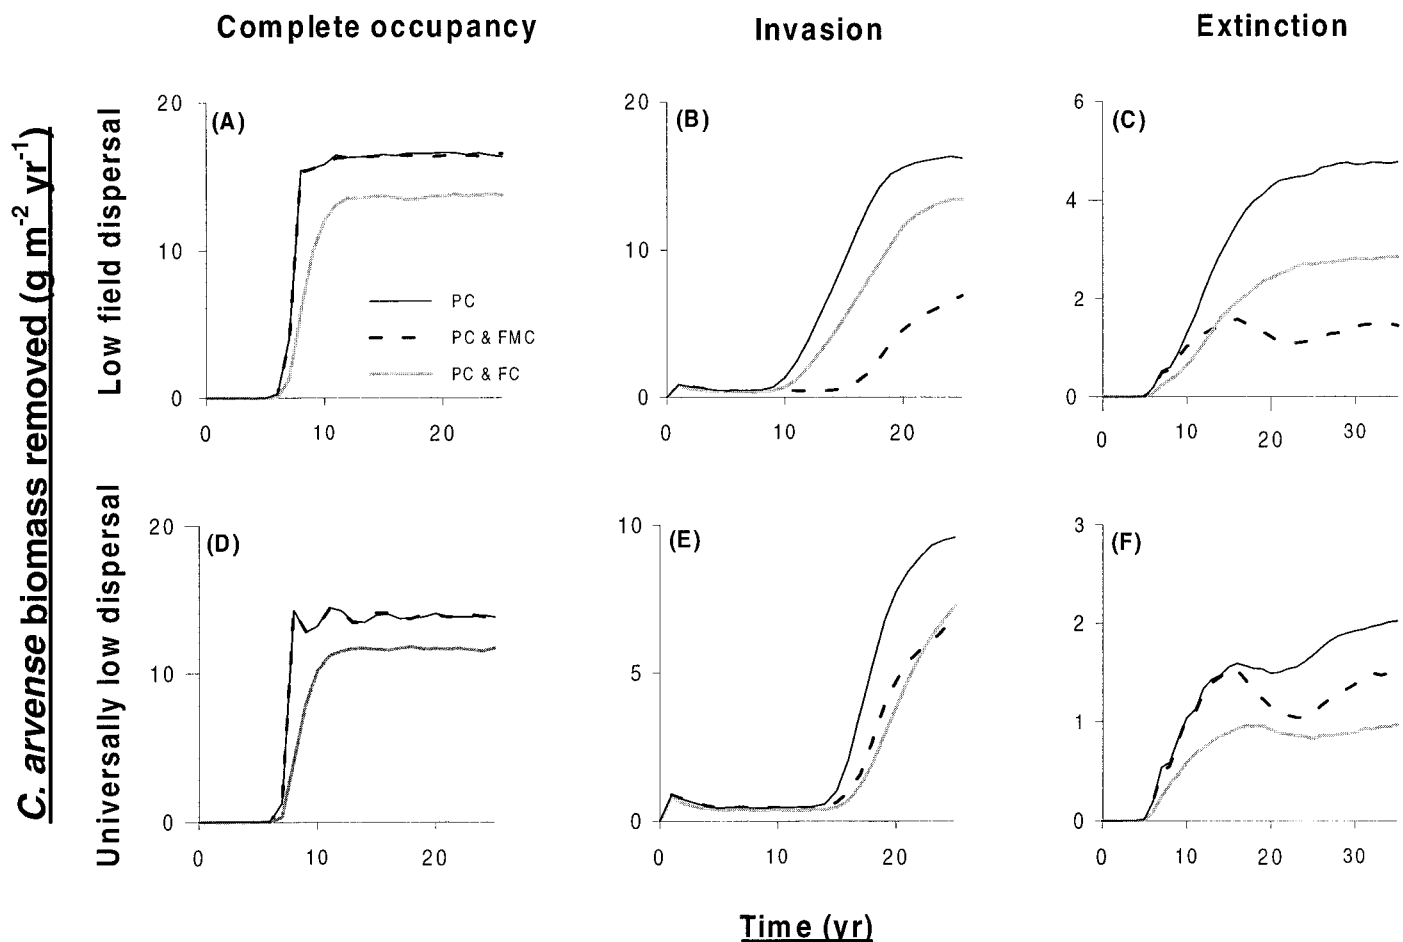 Complete occupancy
Invasion
Extinction
C. arvense biomass removed (g m-2 yr-1)
Low field dispersal
20
(A)
10
PC
PC & FMC
PC & FC
0
0 10 20
20
(B)
10
0
0 10 20
6
(C)
4
2
0
0 10 20 30
Universally low dispersal
20
(D)
10
0
0 10 20
10
(E)
5
0
0 10 20
3
(F)
2
1
0
0 10 20 30
Time (yr)